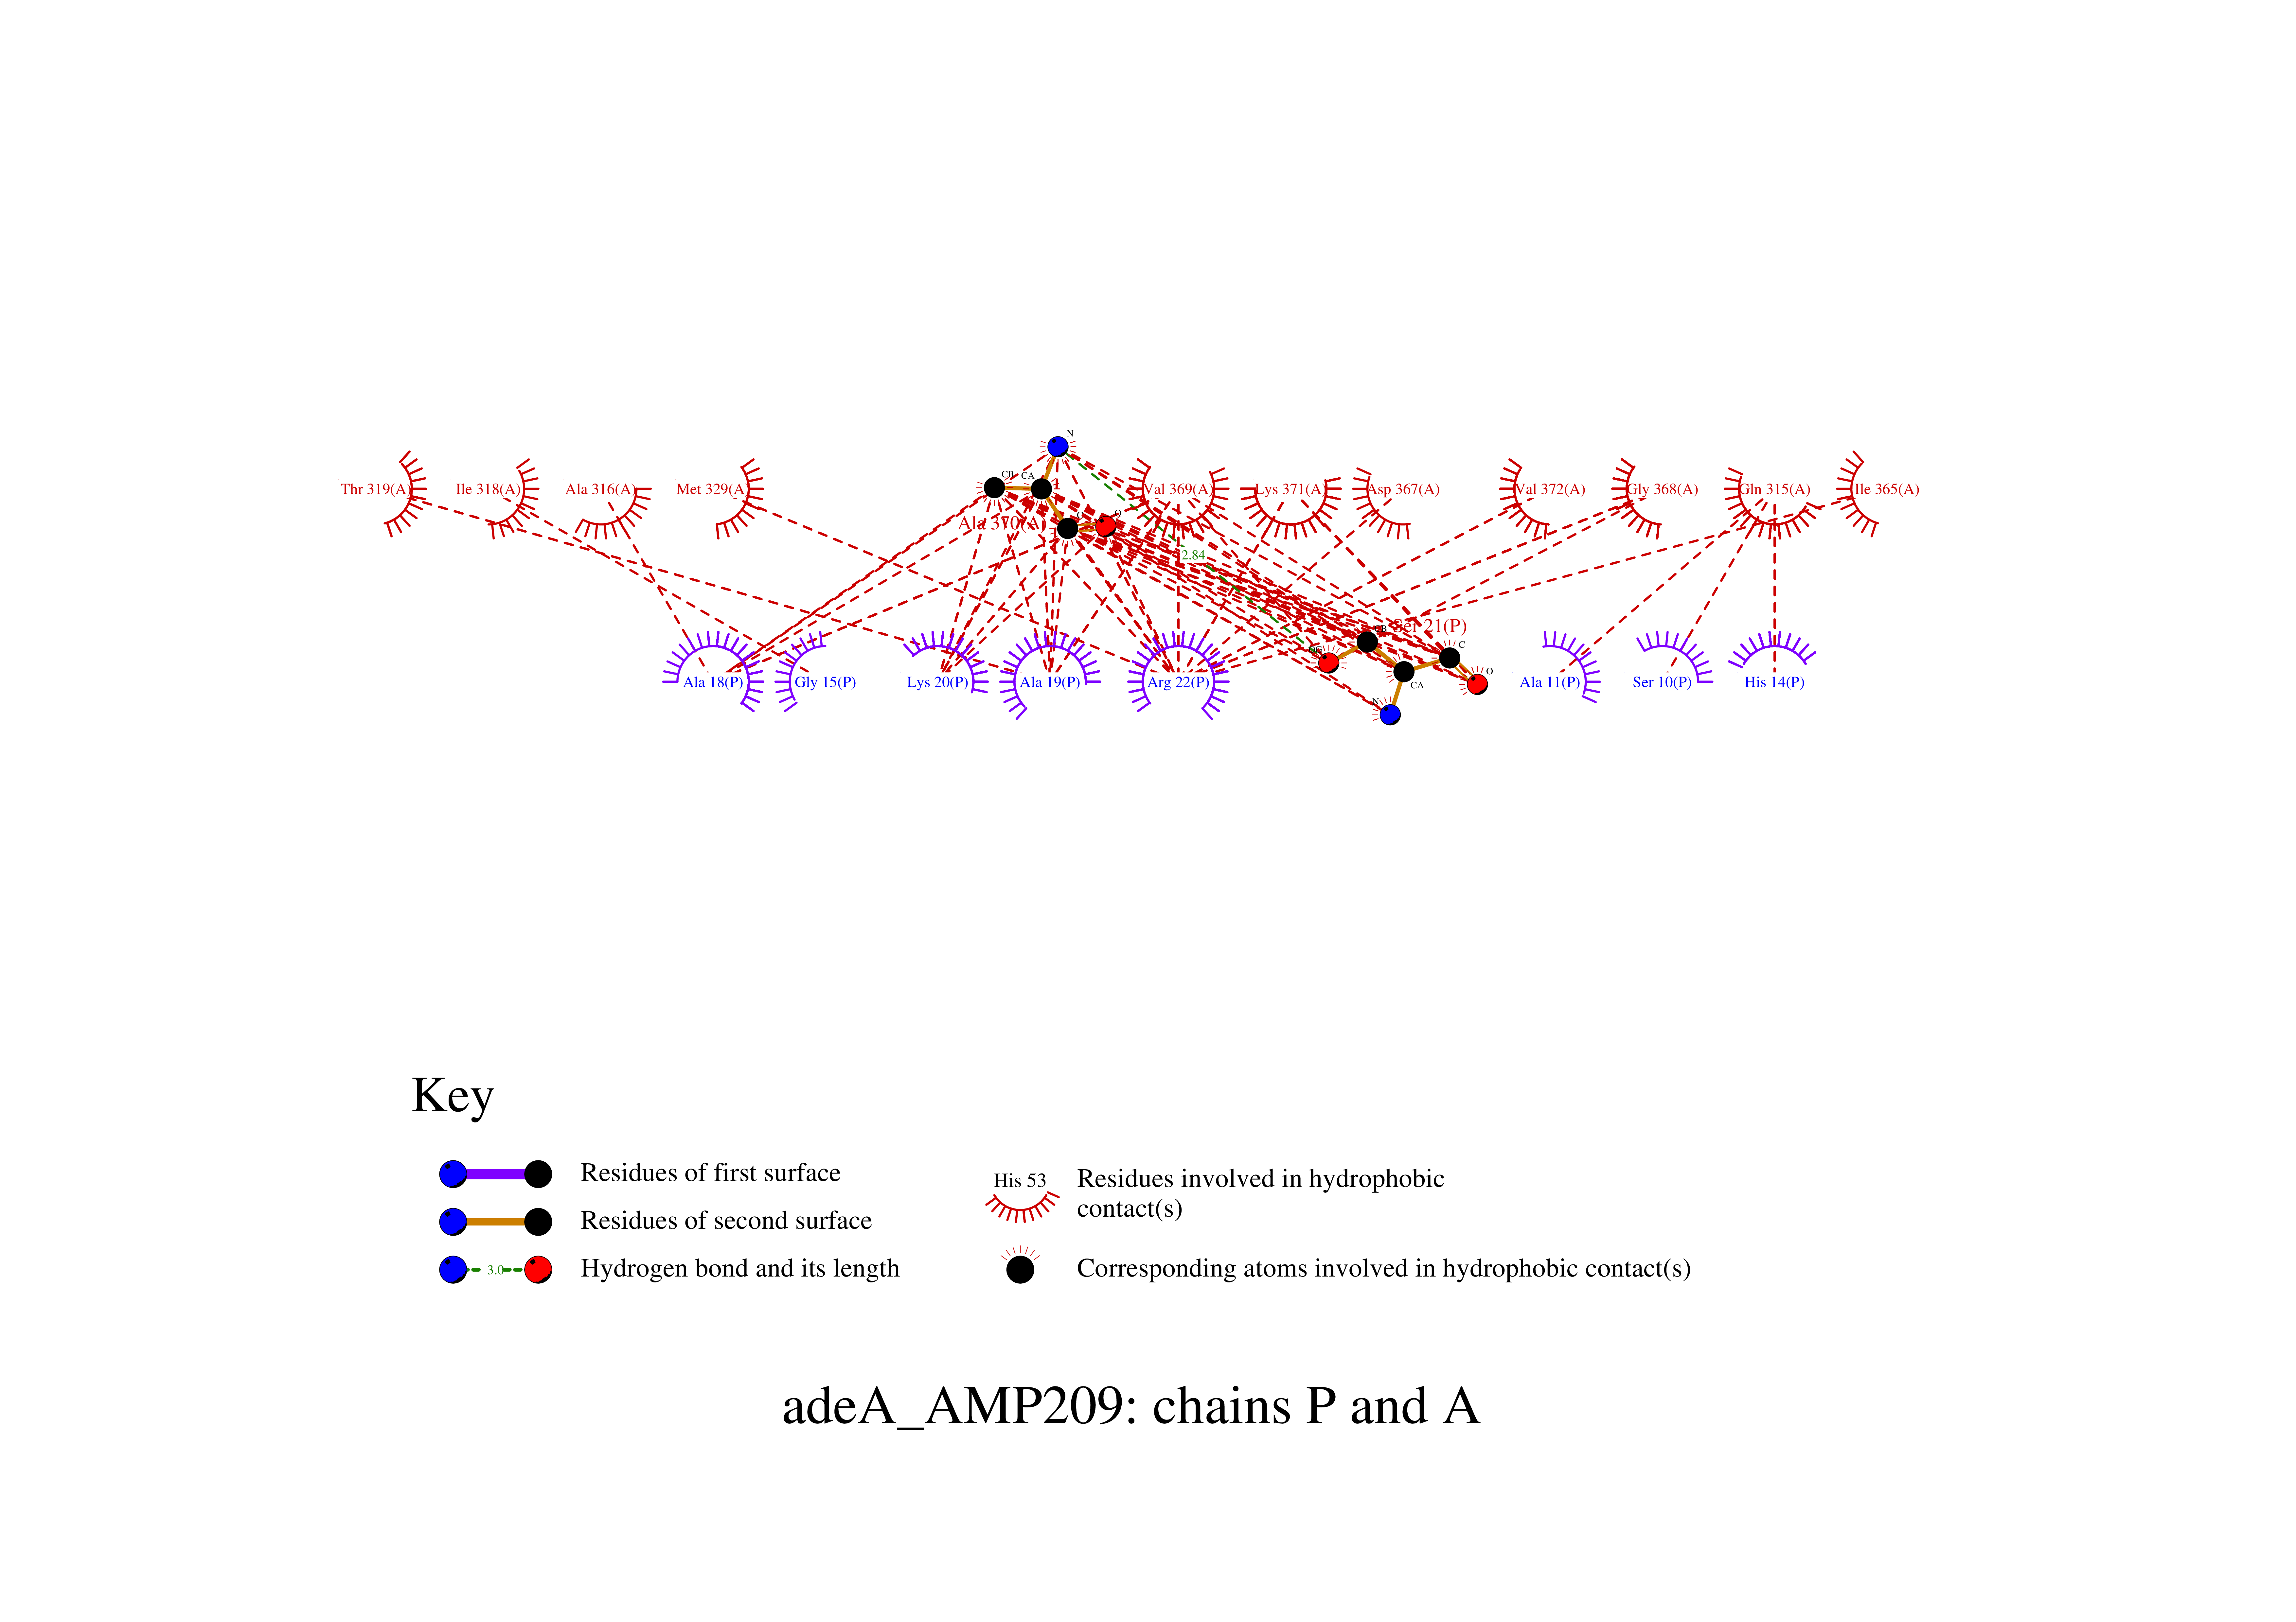 N
CB CA
Thr 319(A) Ile 318(A) Ala 316(A) Met 329(A) Val 369(A) Lys 371(A) Asp 367(A) Val 372(A) Gly 368(A) Gln 315(A) Ile 365(A)
C O
Ala 370(A)
2.84
Ser 21(P)
CB C
OG
O
Ala 18(P) Gly 15(P) Lys 20(P) Ala 19(P) Arg 22(P) CA Ala 11(P) Ser 10(P) His 14(P)
N
Key
Residues of first surface
Residues of second surface
3.0 Hydrogen bond and its length
His 53 Residues involved in hydrophobic
contact(s)
Corresponding atoms involved in hydrophobic contact(s)
adeA_AMP209: chains P and A